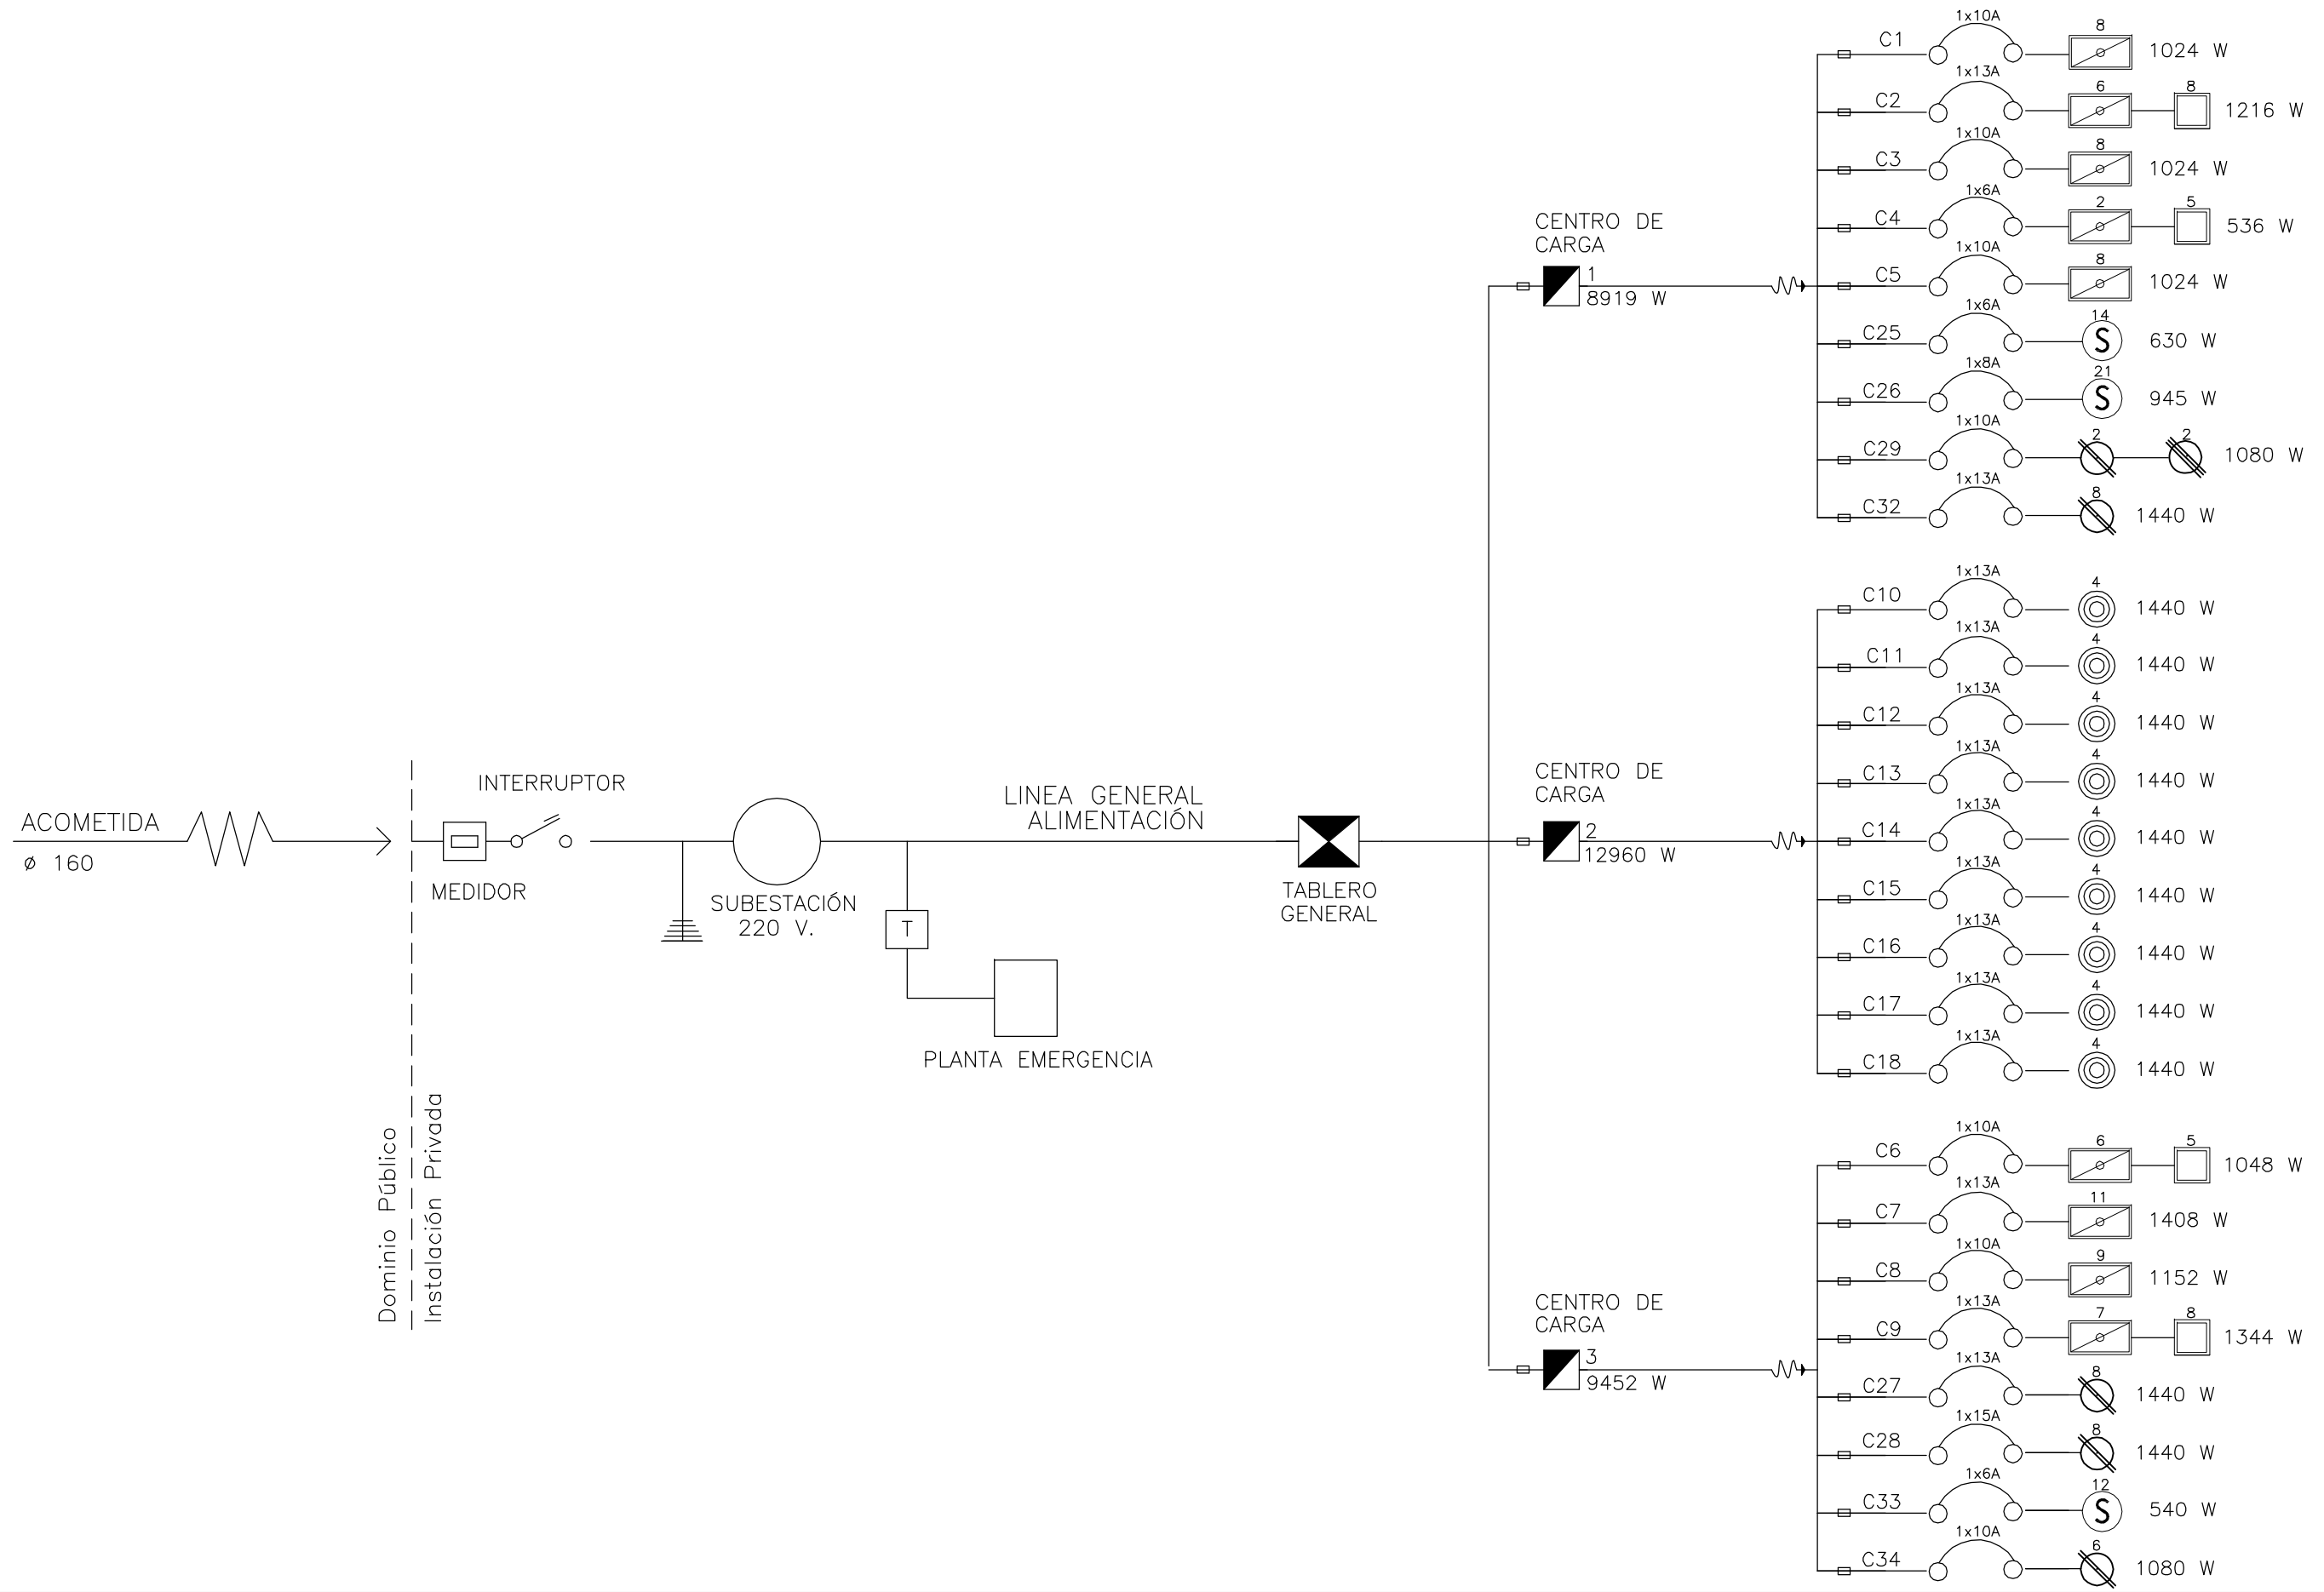 ACOMETIDA
ø 160
Dominio Público
Instalación Privada
INTERRUPTOR
MEDIDOR
SUBESTACIÓN
220 V.
T
PLANTA EMERGENCIA
LINEA GENERAL
ALIMENTACIÓN
TABLERO
GENERAL
CENTRO DE
CARGA
1
8919 W
C1 1x10A 8 1024 W
C2 1x13A 6 8 1216 W
C3 1x10A 8 1024 W
C4 1x6A 2 5 536 W
C5 1x10A 8 1024 W
C25 1x6A 14 S 630 W
C26 1x8A 21 S 945 W
C29 1x10A 2 2 1080 W
C32 1x13A 8 1440 W
CENTRO DE
CARGA
2
12960 W
C10 1x13A 4 1440 W
C11 1x13A 4 1440 W
C12 1x13A 4 1440 W
C13 1x13A 4 1440 W
C14 1x13A 4 1440 W
C15 1x13A 4 1440 W
C16 1x13A 4 1440 W
C17 1x13A 4 1440 W
C18 1x13A 4 1440 W
CENTRO DE
CARGA
3
9452 W
C6 1x10A 6 5 1048 W
C7 1x13A 11 1408 W
C8 1x10A 9 1152 W
C9 1x13A 7 8 1344 W
C27 1x13A 8 1440 W
C28 1x15A 8 1440 W
C33 1x6A 12 S 540 W
C34 1x10A 6 1080 W